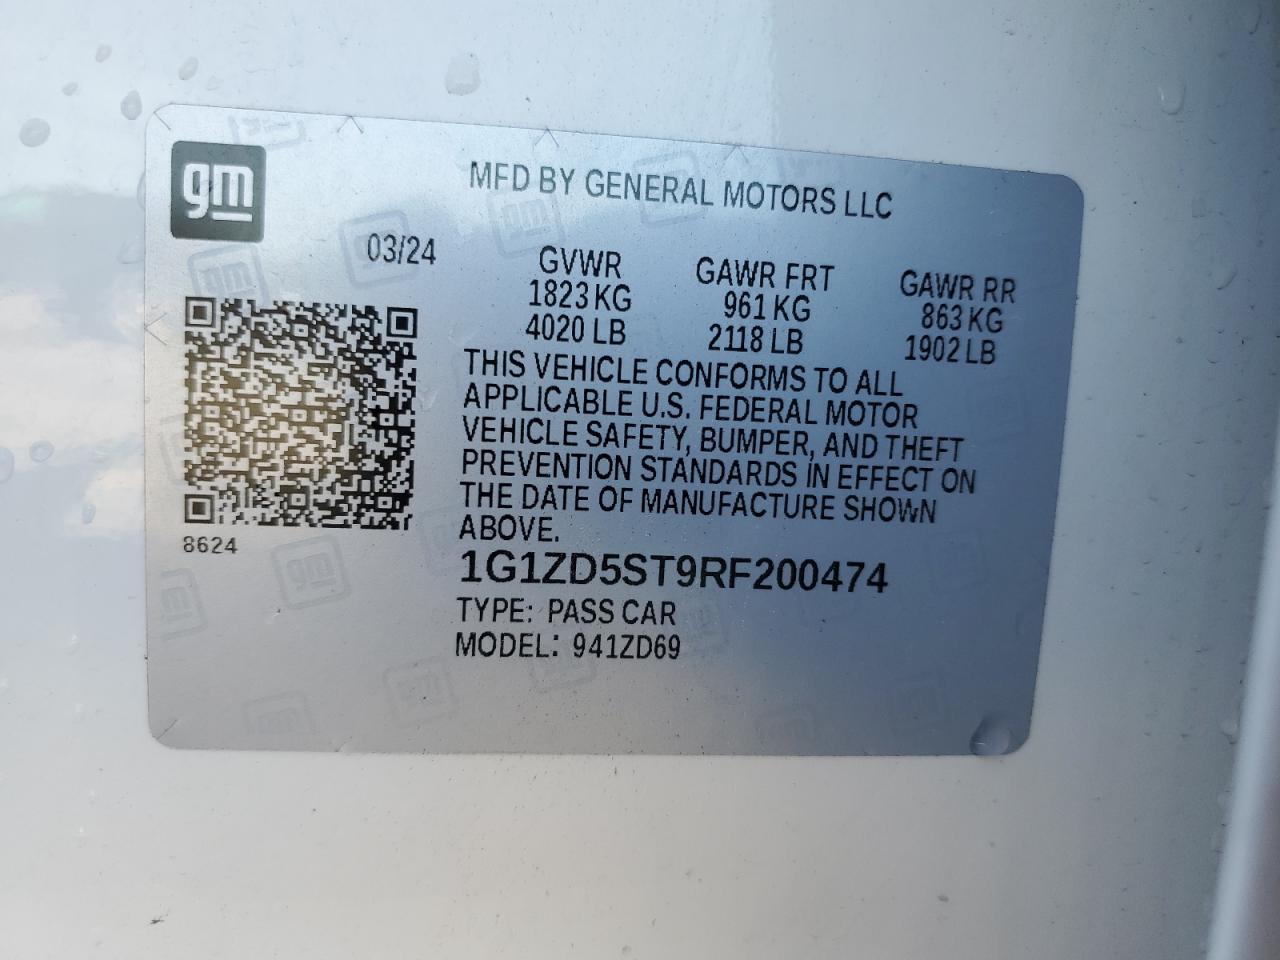 gm
MFD BY GENERAL MOTORS LLC
03/24
GVWR GAWR FRT GAWR RR
1823 KG 961 KG 863 KG
4020 LB 2118 LB 1902 LB
THIS VEHICLE CONFORMS TO ALL
APPLICABLE U.S. FEDERAL MOTOR
VEHICLE SAFETY, BUMPER, AND THEFT
PREVENTION STANDARDS IN EFFECT ON
THE DATE OF MANUFACTURE SHOWN
ABOVE.
8624
1G1ZD5ST9RF200474
TYPE: PASS CAR
MODEL: 941ZD69